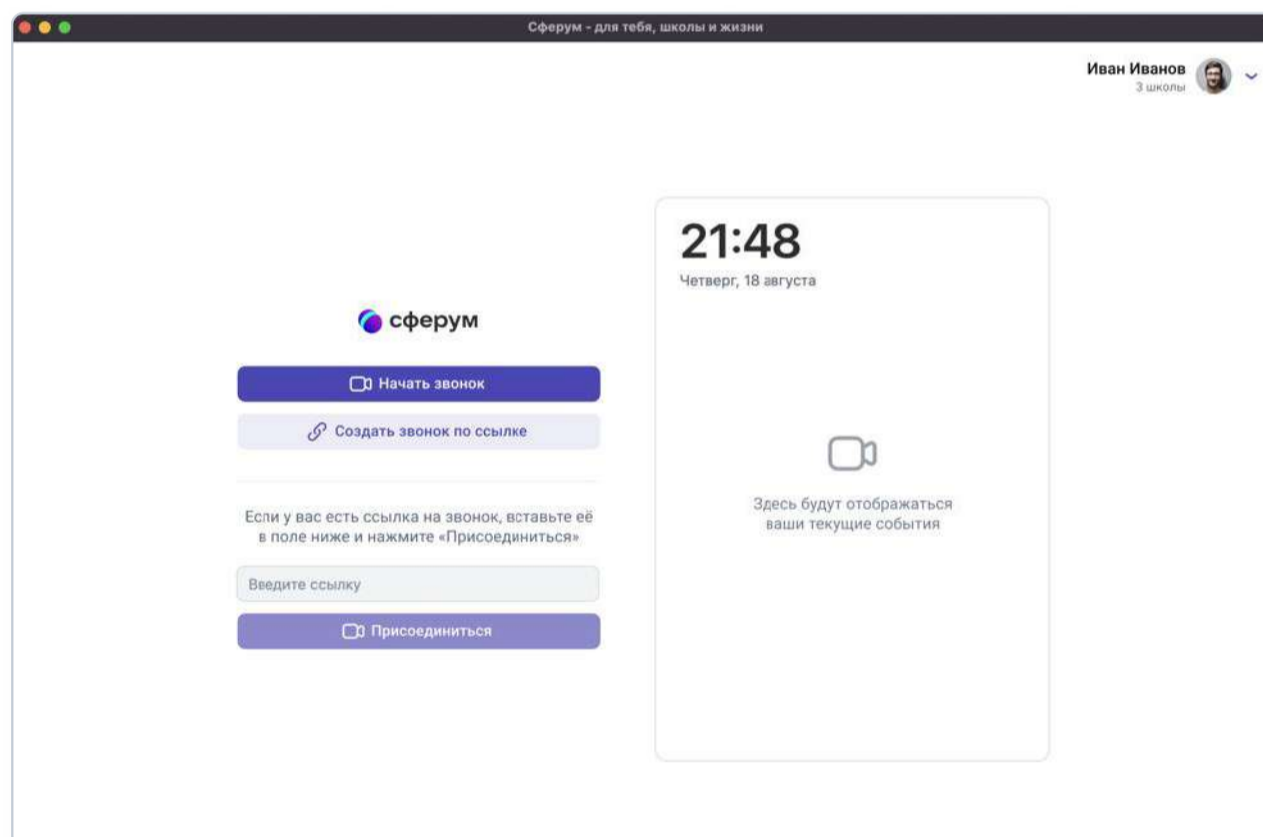 Сферум - для тебя, школы и жизни
Иван Иванов
3 школы
сферум
Начать звонок
Создать звонок по ссылке
Если у вас есть ссылка на звонок, вставьте её
в поле ниже и нажмите «Присоединиться»
Введите ссылку
Присоединиться
21:48
Четверг, 18 августа
Здесь будут отображаться
ваши текущие события